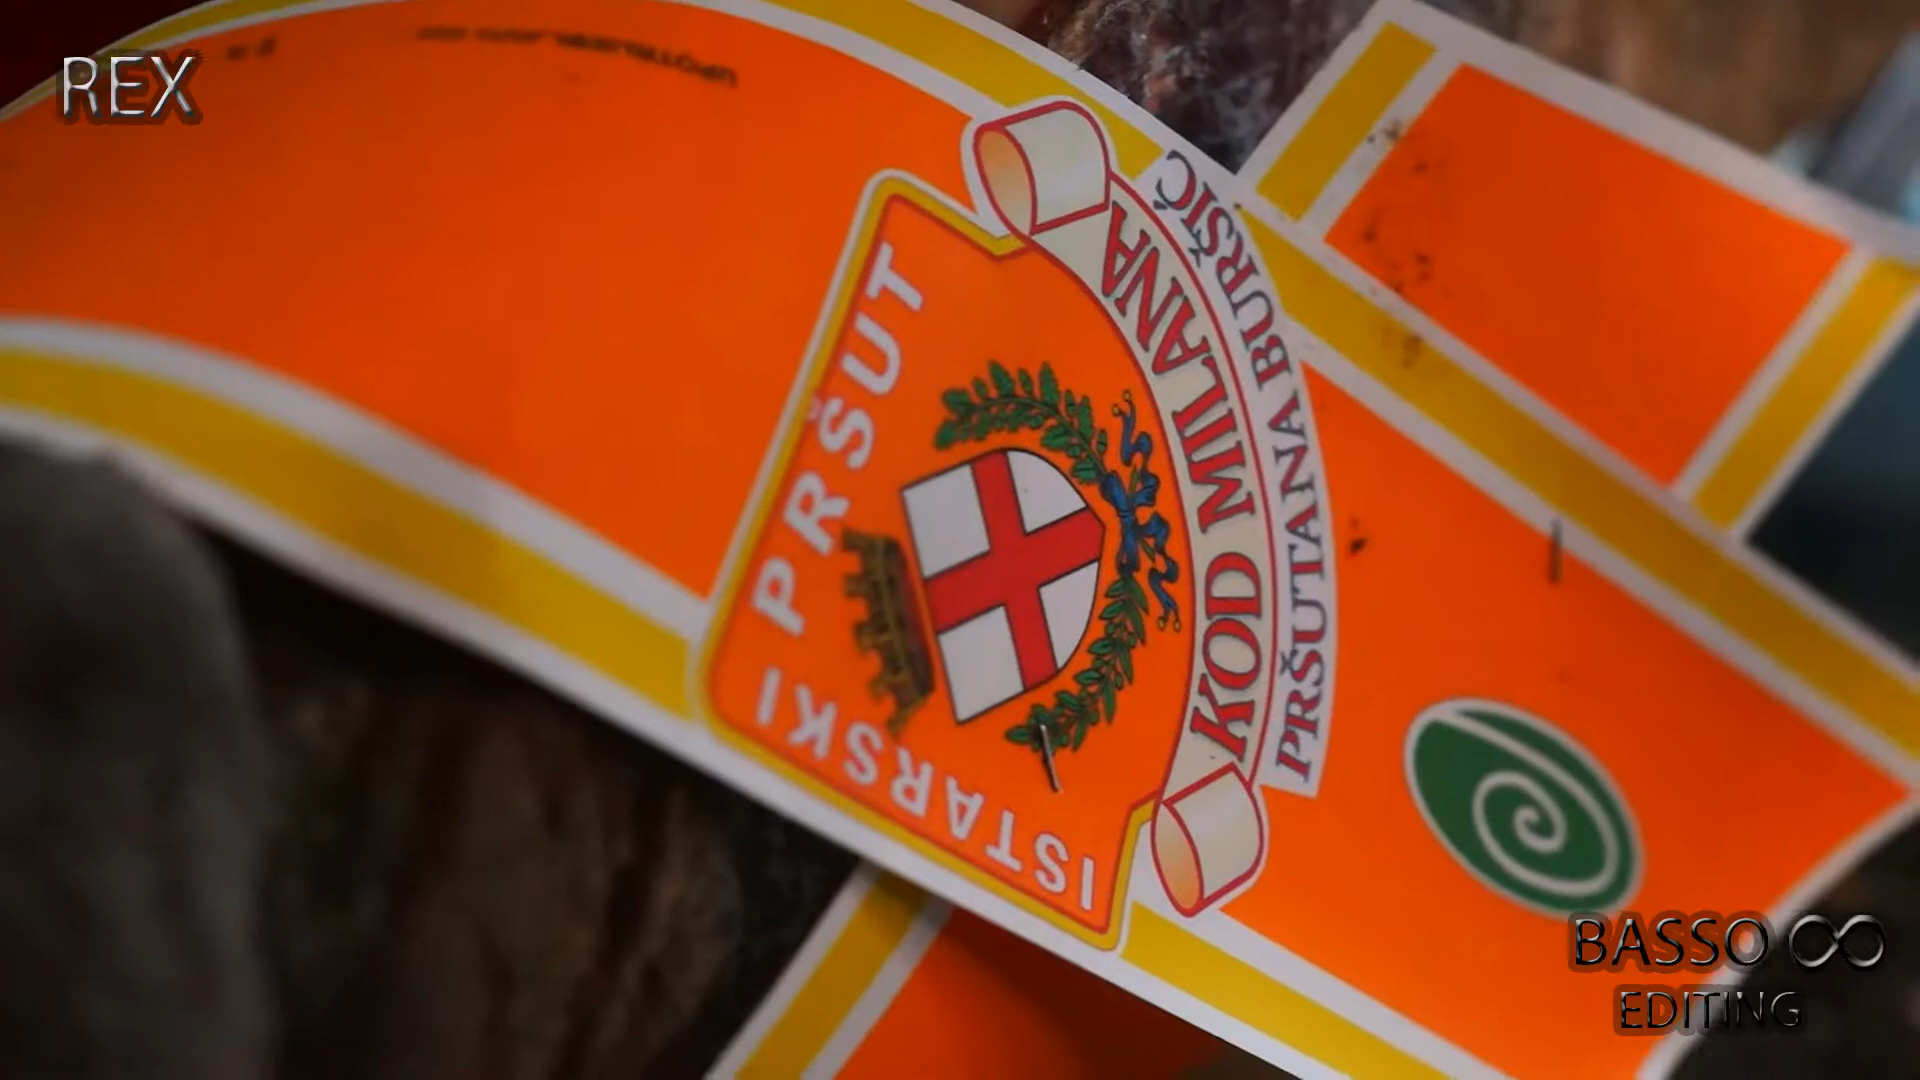 REX
PRŠUTANA BURŠIĆ
KOD MILANA
ISTARSKI PRŠUT
BASSO ∞
EDITING